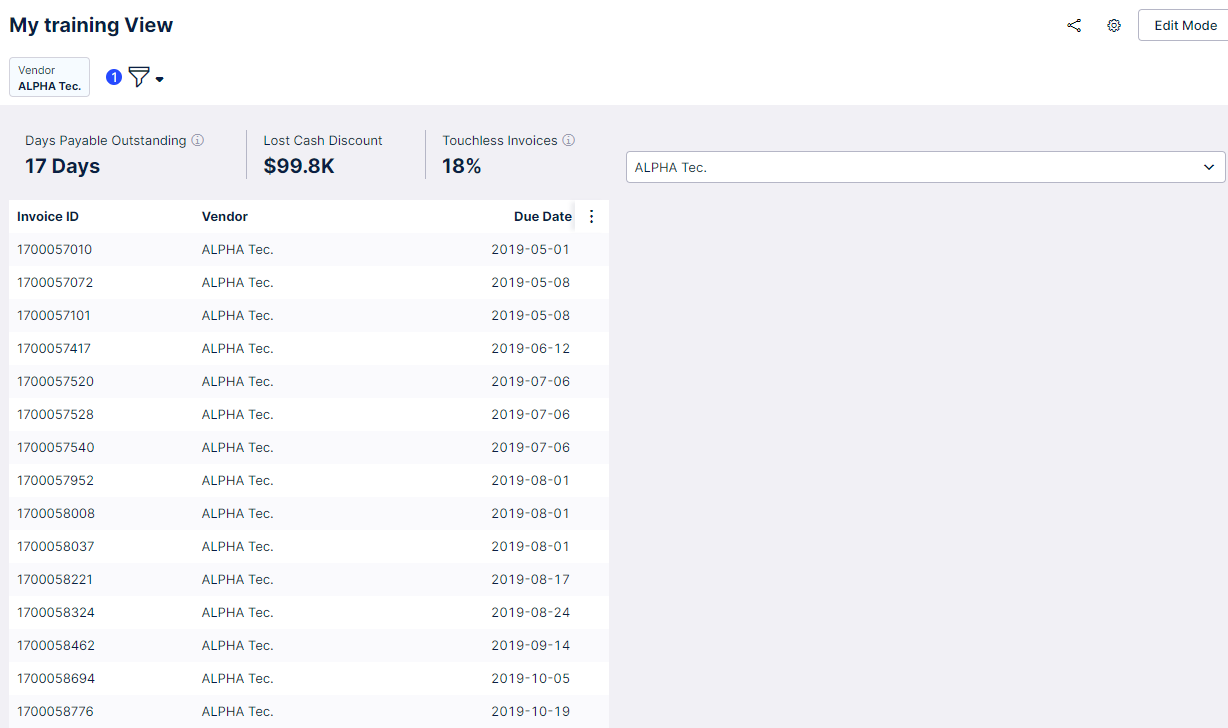 My training View
Edit Mode
Vendor
ALPHA Tec.
1
Days Payable Outstanding
17 Days
Lost Cash Discount
$99.8K
Touchless Invoices
18%
ALPHA Tec.
Invoice ID Vendor Due Date
1700057010 ALPHA Tec. 2019-05-01
1700057072 ALPHA Tec. 2019-05-08
1700057101 ALPHA Tec. 2019-05-08
1700057417 ALPHA Tec. 2019-06-12
1700057520 ALPHA Tec. 2019-07-06
1700057528 ALPHA Tec. 2019-07-06
1700057540 ALPHA Tec. 2019-07-06
1700057952 ALPHA Tec. 2019-08-01
1700058008 ALPHA Tec. 2019-08-01
1700058037 ALPHA Tec. 2019-08-01
1700058221 ALPHA Tec. 2019-08-17
1700058324 ALPHA Tec. 2019-08-24
1700058462 ALPHA Tec. 2019-09-14
1700058694 ALPHA Tec. 2019-10-05
1700058776 ALPHA Tec. 2019-10-19